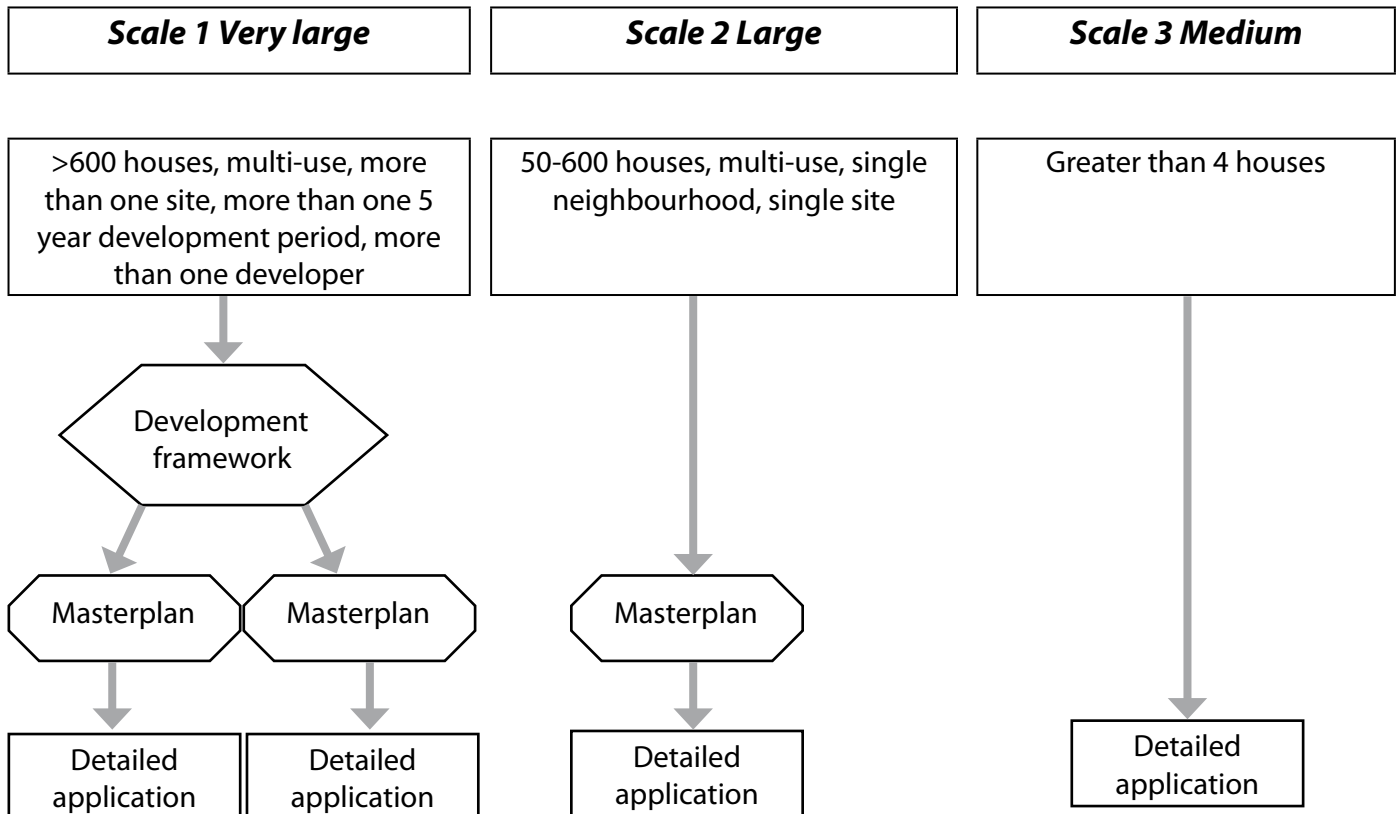 Scale 1 Very large
Scale 2 Large
Scale 3 Medium
>600 houses, multi-use, more
than one site, more than one 5
year development period, more
than one developer
50-600 houses, multi-use, single
neighbourhood, single site
Greater than 4 houses
Development
framework
Masterplan
Masterplan
Masterplan
Detailed
application
Detailed
application
Detailed
application
Detailed
application